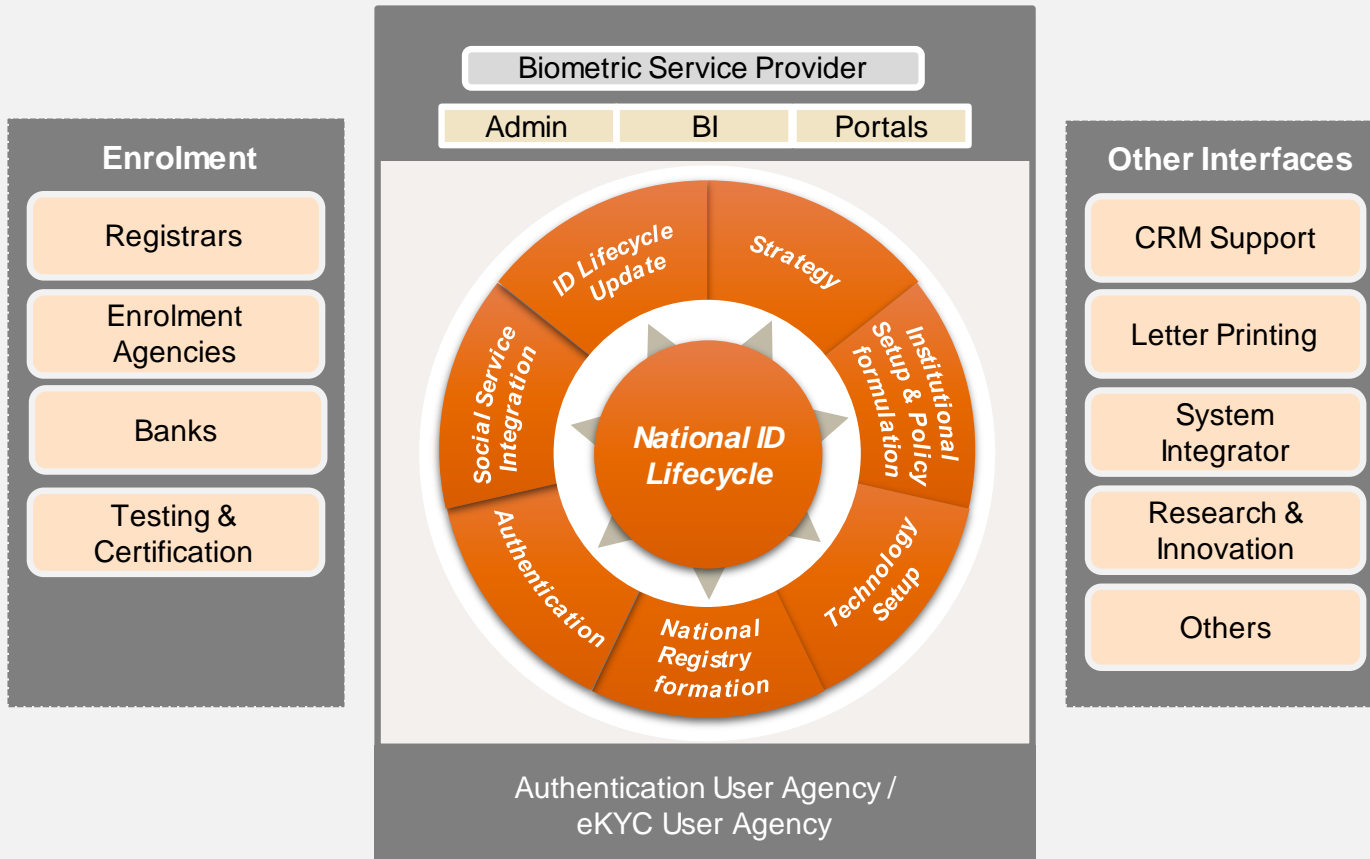 Biometric Service Provider
Admin
BI
Portals
Enrolment
Registrars
Enrolment
Agencies
Banks
Testing &
Certification
ID Lifecycle
Update
Strategy
Institutional
Setup & Policy
formulation
Technology
Setup
National
Registry
formation
Authentication
Social Service
Integration
National ID
Lifecycle
Other Interfaces
CRM Support
Letter Printing
System
Integrator
Research &
Innovation
Others
Authentication User Agency /
eKYC User Agency